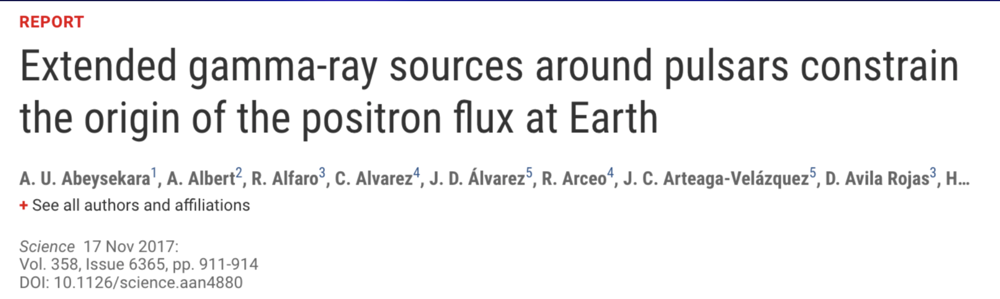 REPORT
Extended gamma-ray sources around pulsars constrain
the origin of the positron flux at Earth
A. U. Abeysekara1, A. Albert2, R. Alfaro3, C. Alvarez4, J. D. Álvarez5, R. Arceo4, J. C. Arteaga-Velázquez5, D. Avila Rojas3, H…
+ See all authors and affiliations
Science 17 Nov 2017:
Vol. 358, Issue 6365, pp. 911-914
DOI: 10.1126/science.aan4880